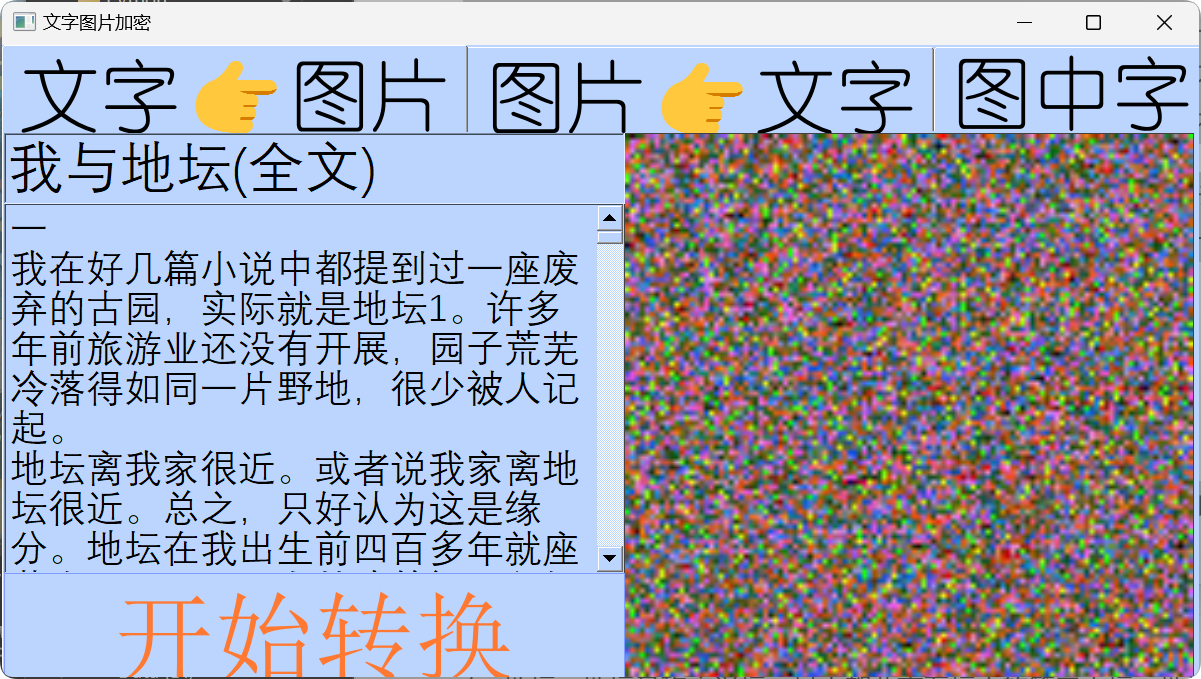 文字图片加密
文字👉图片
图片👉文字
图中字
我与地坛(全文)
一
我在好几篇小说中都提到过一座废
弃的古园，实际就是地坛1。许多
年前旅游业还没有开展，园子荒芜
冷落得如同一片野地，很少被人记
起。
地坛离我家很近。或者说我家离地
坛很近。总之，只好认为这是缘
分。地坛在我出生前四百多年就座
开始转换